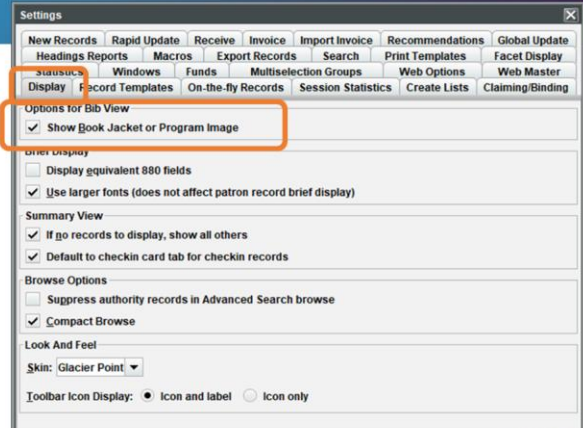 Settings
New Records Rapid Update Receive Invoice Import Invoice Recommendations Global Update
Headings Reports Macros Export Records Search Print Templates Facet Display
Statistics Windows Funds Multiselection Groups Web Options Web Master
Display Record Templates On-the-fly Records Session Statistics Create Lists Claiming/Binding
Options for Bib View
Show Book Jacket or Program Image
Brief Display
Display equivalent 880 fields
Use larger fonts (does not affect patron record brief display)
Summary View
If no records to display, show all others
Default to checkin card tab for checkin records
Browse Options
Suppress authority records in Advanced Search browse
Compact Browse
Look And Feel
Skin: Glacier Point
Toolbar Icon Display: Icon and label Icon only